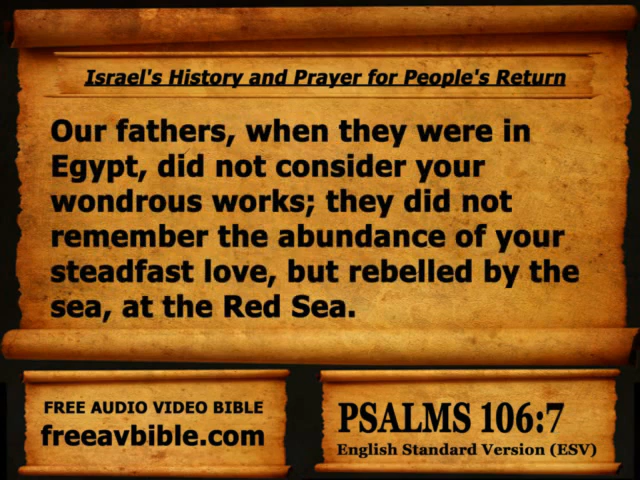 Israel's History and Prayer for People's Return
Our fathers, when they were in
Egypt, did not consider your
wondrous works; they did not
remember the abundance of your
steadfast love, but rebelled by the
sea, at the Red Sea.
FREE AUDIO VIDEO BIBLE
freeavbible.com
PSALMS 106:7
English Standard Version (ESV)